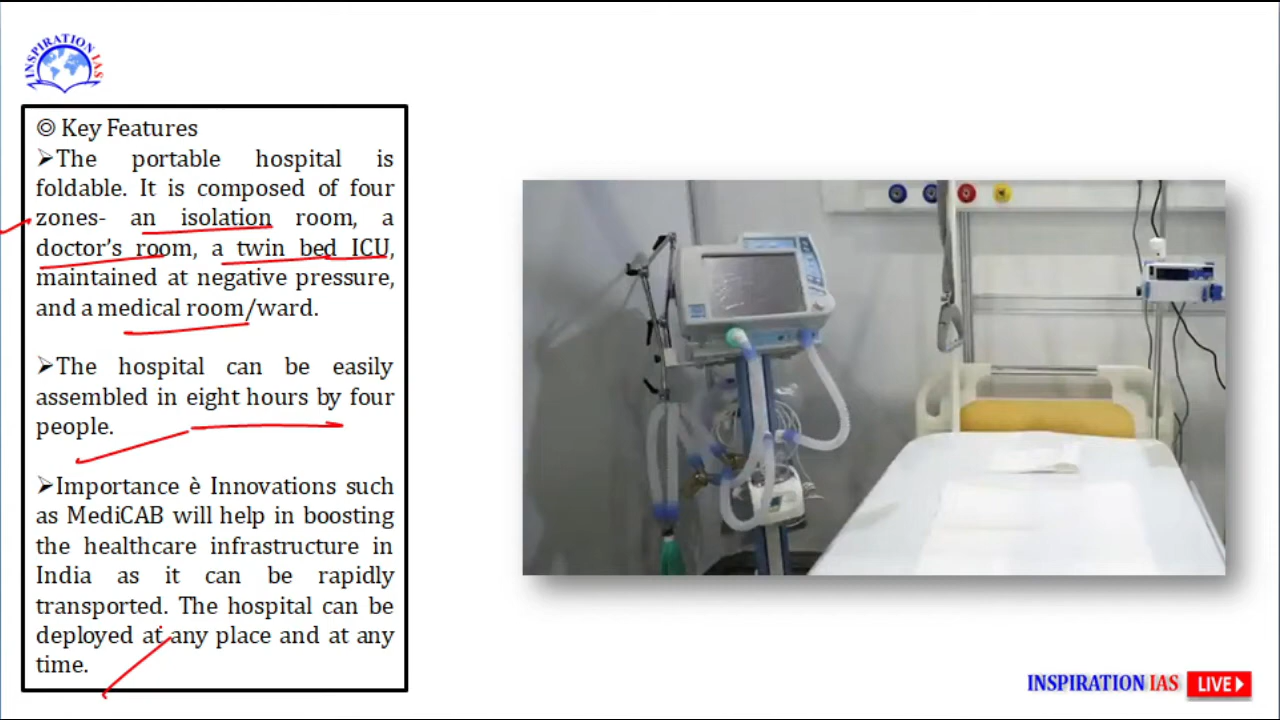 INSPIRATION IAS
◎ Key Features
➢The portable hospital is
foldable. It is composed of four
zones- an isolation room, a
doctor's room, a twin bed ICU,
maintained at negative pressure,
and a medical room/ward.
➢The hospital can be easily
assembled in eight hours by four
people.
➢Importance è Innovations such
as MediCAB will help in boosting
the healthcare infrastructure in
India as it can be rapidly
transported. The hospital can be
deployed at any place and at any
time.
INSPIRATION IAS LIVE